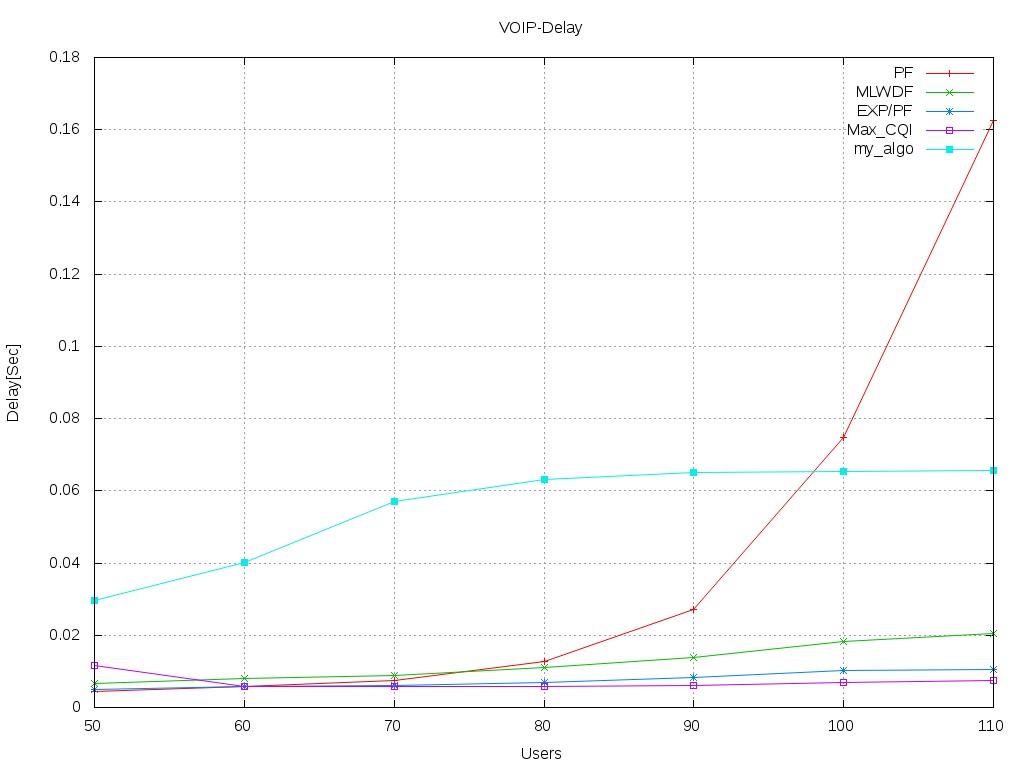 VOIP-Delay
0.18
0.16
0.14
0.12
0.1
0.08
0.06
0.04
0.02
0
Delay[Sec]
PF
MLWDF
EXP/PF
Max_CQI
my_algo
50 60 70 80 90 100 110
Users